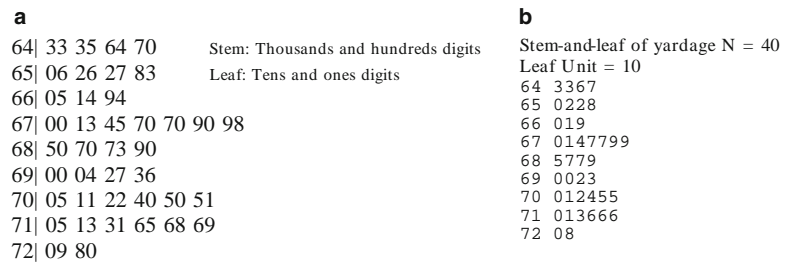 a
64| 33 35 64 70 Stem: Thousands and hundreds digits
65| 06 26 27 83 Leaf: Tens and ones digits
66| 05 14 94
67| 00 13 45 70 70 90 98
68| 50 70 73 90
69| 00 04 27 36
70| 05 11 22 40 50 51
71| 05 13 31 65 68 69
72| 09 80
b
Stem-and-leaf of yardage N = 40
Leaf Unit = 10
64 3367
65 0228
66 019
67 0147799
68 5779
69 0023
70 012455
71 013666
72 08